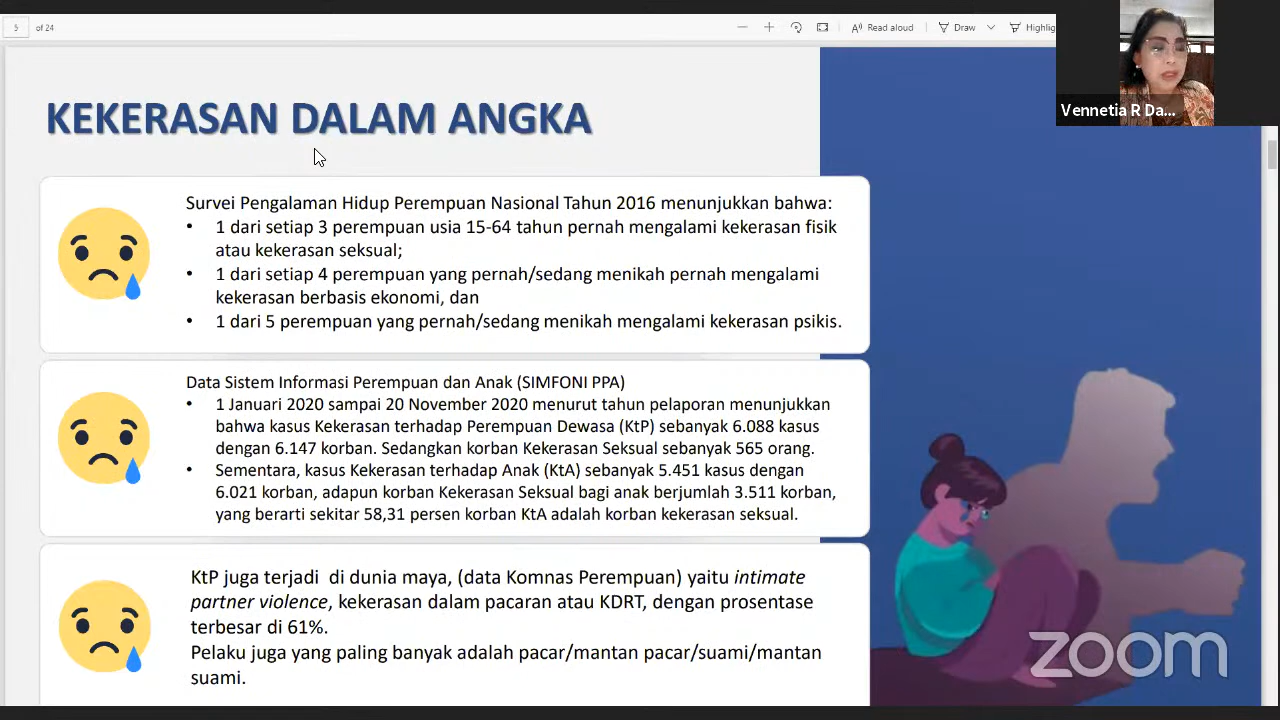 5 of 24
Read aloud
Draw
Highlig
Vennetia R Da...
KEKERASAN DALAM ANGKA
Survei Pengalaman Hidup Perempuan Nasional Tahun 2016 menunjukkan bahwa:
• 1 dari setiap 3 perempuan usia 15-64 tahun pernah mengalami kekerasan fisik
atau kekerasan seksual;
• 1 dari setiap 4 perempuan yang pernah/sedang menikah pernah mengalami
kekerasan berbasis ekonomi, dan
• 1 dari 5 perempuan yang pernah/sedang menikah mengalami kekerasan psikis.
Data Sistem Informasi Perempuan dan Anak (SIMFONI PPA)
• 1 Januari 2020 sampai 20 November 2020 menurut tahun pelaporan menunjukkan
bahwa kasus Kekerasan terhadap Perempuan Dewasa (KtP) sebanyak 6.088 kasus
dengan 6.147 korban. Sedangkan korban Kekerasan Seksual sebanyak 565 orang.
• Sementara, kasus Kekerasan terhadap Anak (KtA) sebanyak 5.451 kasus dengan
6.021 korban, adapun korban Kekerasan Seksual bagi anak berjumlah 3.511 korban,
yang berarti sekitar 58,31 persen korban KtA adalah korban kekerasan seksual.
KtP juga terjadi di dunia maya, (data Komnas Perempuan) yaitu intimate
partner violence, kekerasan dalam pacaran atau KDRT, dengan prosentase
terbesar di 61%.
Pelaku juga yang paling banyak adalah pacar/mantan pacar/suami/mantan
suami.
zoom